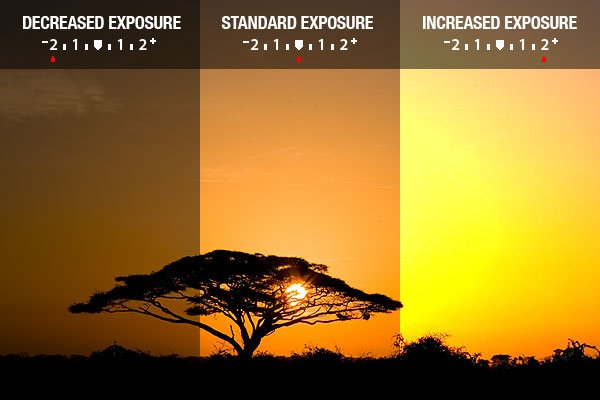 DECREASED EXPOSURE
-2 . 1 . . 1 . 2+
STANDARD EXPOSURE
-2 . 1 . . 1 . 2+
INCREASED EXPOSURE
-2 . 1 . . 1 . 2+